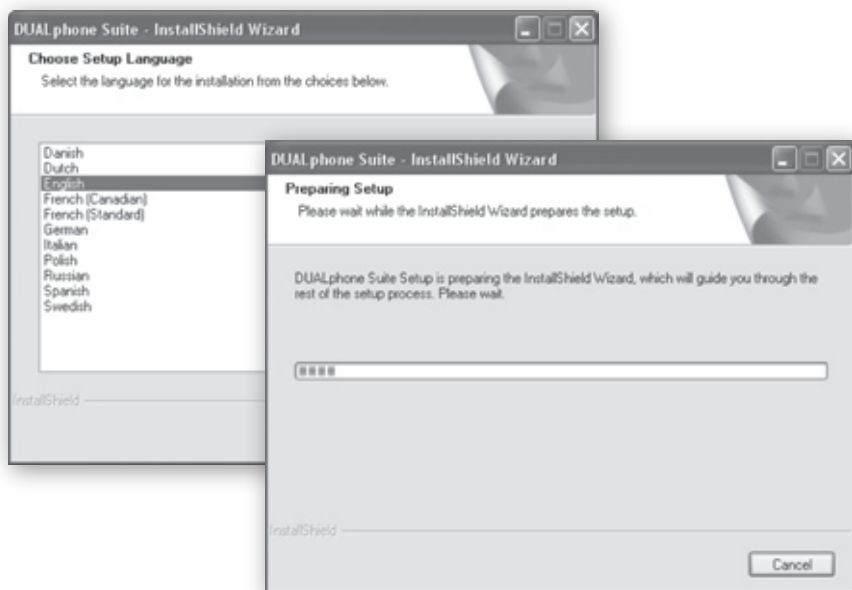 DUALphone Suite - InstallShield Wizard
Choose Setup Language
Select the language for the installation from the choices below.
Danish
Dutch
English
French (Canadian)
French (Standard)
German
Italian
Polish
Russian
Spanish
Swedish
InstallShield
DUALphone Suite - InstallShield Wizard
Preparing Setup
Please wait while the InstallShield Wizard prepares the setup.
DUALphone Suite Setup is preparing the InstallShield Wizard, which will guide you through the
rest of the setup process. Please wait.
InstallShield
Cancel